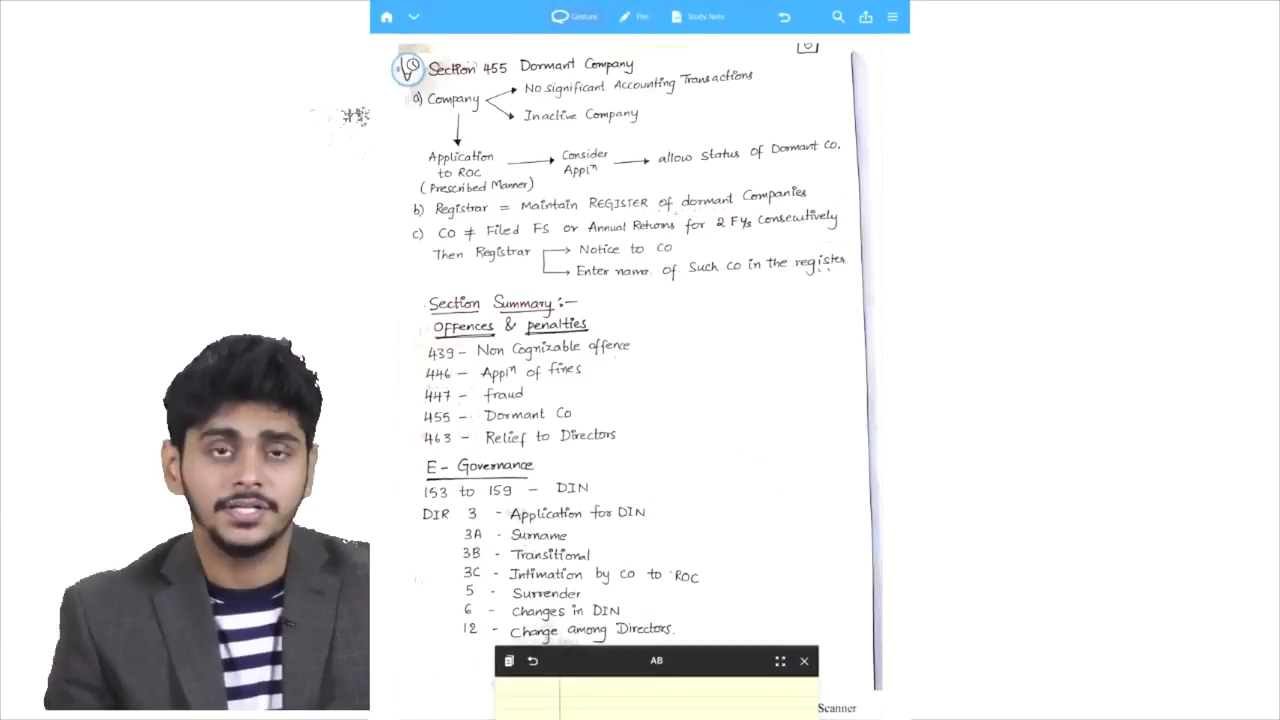 Gesture Pen Study Note
Section 455 Dormant Company
a) Company
No significant Accounting Transactions
Inactive Company
Application to ROC (Prescribed Manner)
Consider Appln
allow Status of Dormant Co.
b) Registrar = Maintain REGISTER of dormant Companies
c) CO ≠ Filed FS or Annual Returns for 2 FYs Consecutively
Then Registrar
Notice to CO
Enter name of Such Co in the register
Section Summary :-
Offences & penalties
439 - Non Cognizable offence
446 - Appln of fines
447 - fraud
455 - Dormant Co
463 - Relief to Directors
E - Governance
153 to 159 - DIN
DIR 3 - Application for DIN
3A - Surname
3B - Transitional
3C - Intimation by CO to ROC
5 - Surrender
6 - Changes in DIN
12 - Change among Directors.
AB
Scanner